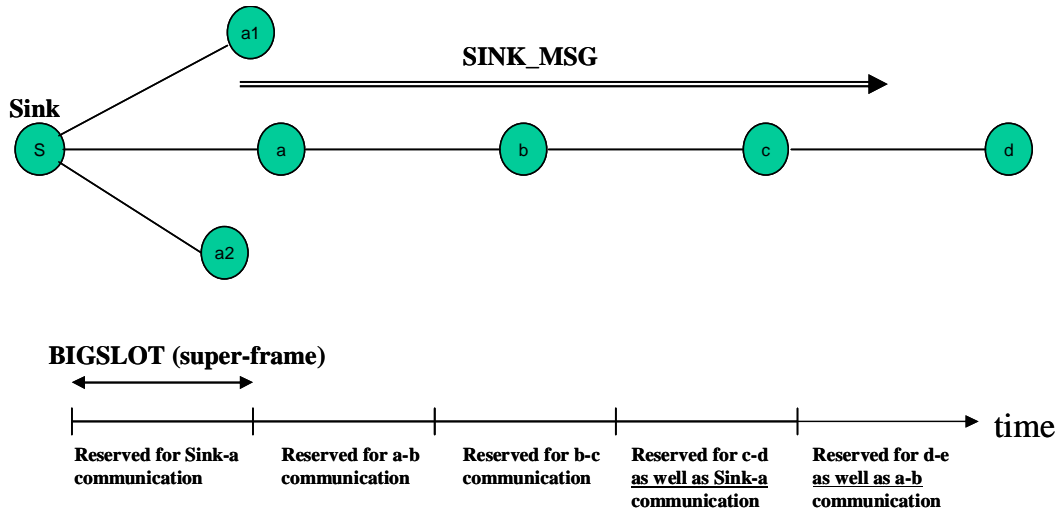 a1
SINK_MSG
Sink
S
a
b
c
d
a2
BIGSLOT (super-frame)
time
Reserved for Sink-a
communication
Reserved for a-b
communication
Reserved for b-c
communication
Reserved for c-d
as well as Sink-a
communication
Reserved for d-e
as well as a-b
communication